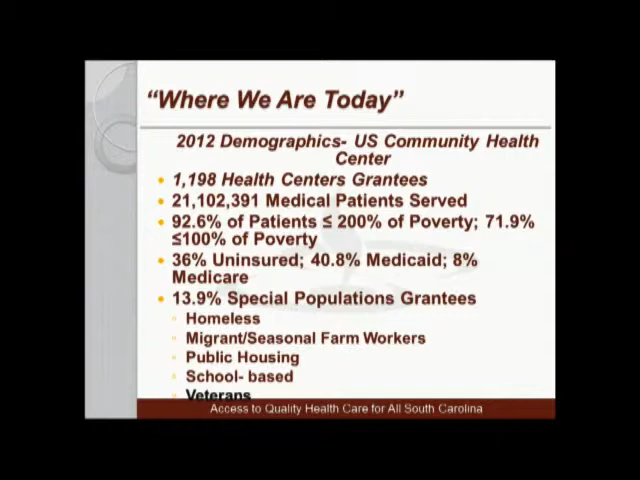 “Where We Are Today”
2012 Demographics- US Community Health
Center
1,198 Health Centers Grantees
21,102,391 Medical Patients Served
92.6% of Patients ≤ 200% of Poverty; 71.9%
≤100% of Poverty
36% Uninsured; 40.8% Medicaid; 8%
Medicare
13.9% Special Populations Grantees
Homeless
Migrant/Seasonal Farm Workers
Public Housing
School- based
Veterans
Access to Quality Health Care for All South Carolina